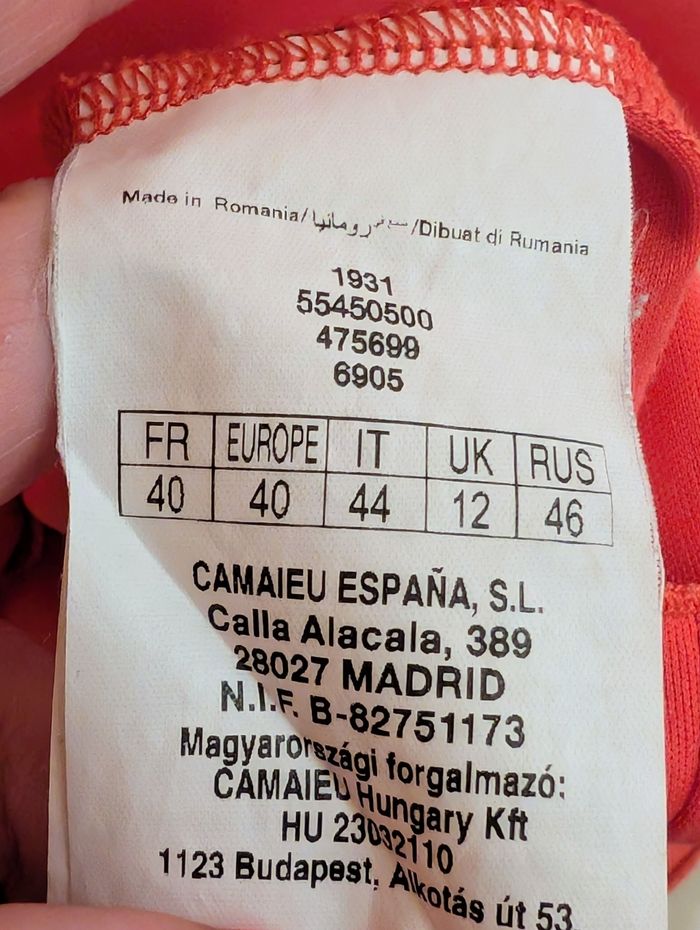 Made in Romania/صنع في رومانيا/Dibuat di Rumania
1931
55450500
475699
6905
FR EUROPE IT UK RUS
40 40 44 12 46
CAMAIEU ESPAÑA, S.L.
Calla Alacala, 389
28027 MADRID
N.I.F. B-82751173
Magyarországi forgalmazó:
CAMAIEU Hungary Kft
HU 23032110
1123 Budapest, Alkotás út 53.